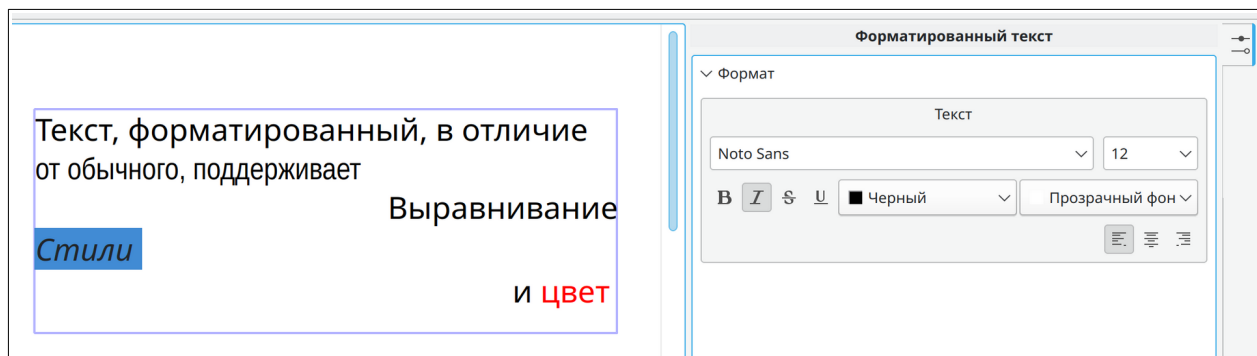 Текст, форматированный, в отличие
от обычного, поддерживает
Выравнивание
Стили
и цвет
Форматированный текст
Формат
Текст
Noto Sans 12
B I S U Черный Прозрачный фон